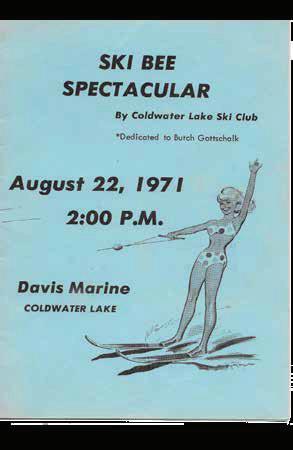 SKI BEE
SPECTACULAR
By Coldwater Lake Ski Club
*Dedicated to Butch Gottschalk
August 22, 1971
2:00 P.M.
Davis Marine
COLDWATER LAKE